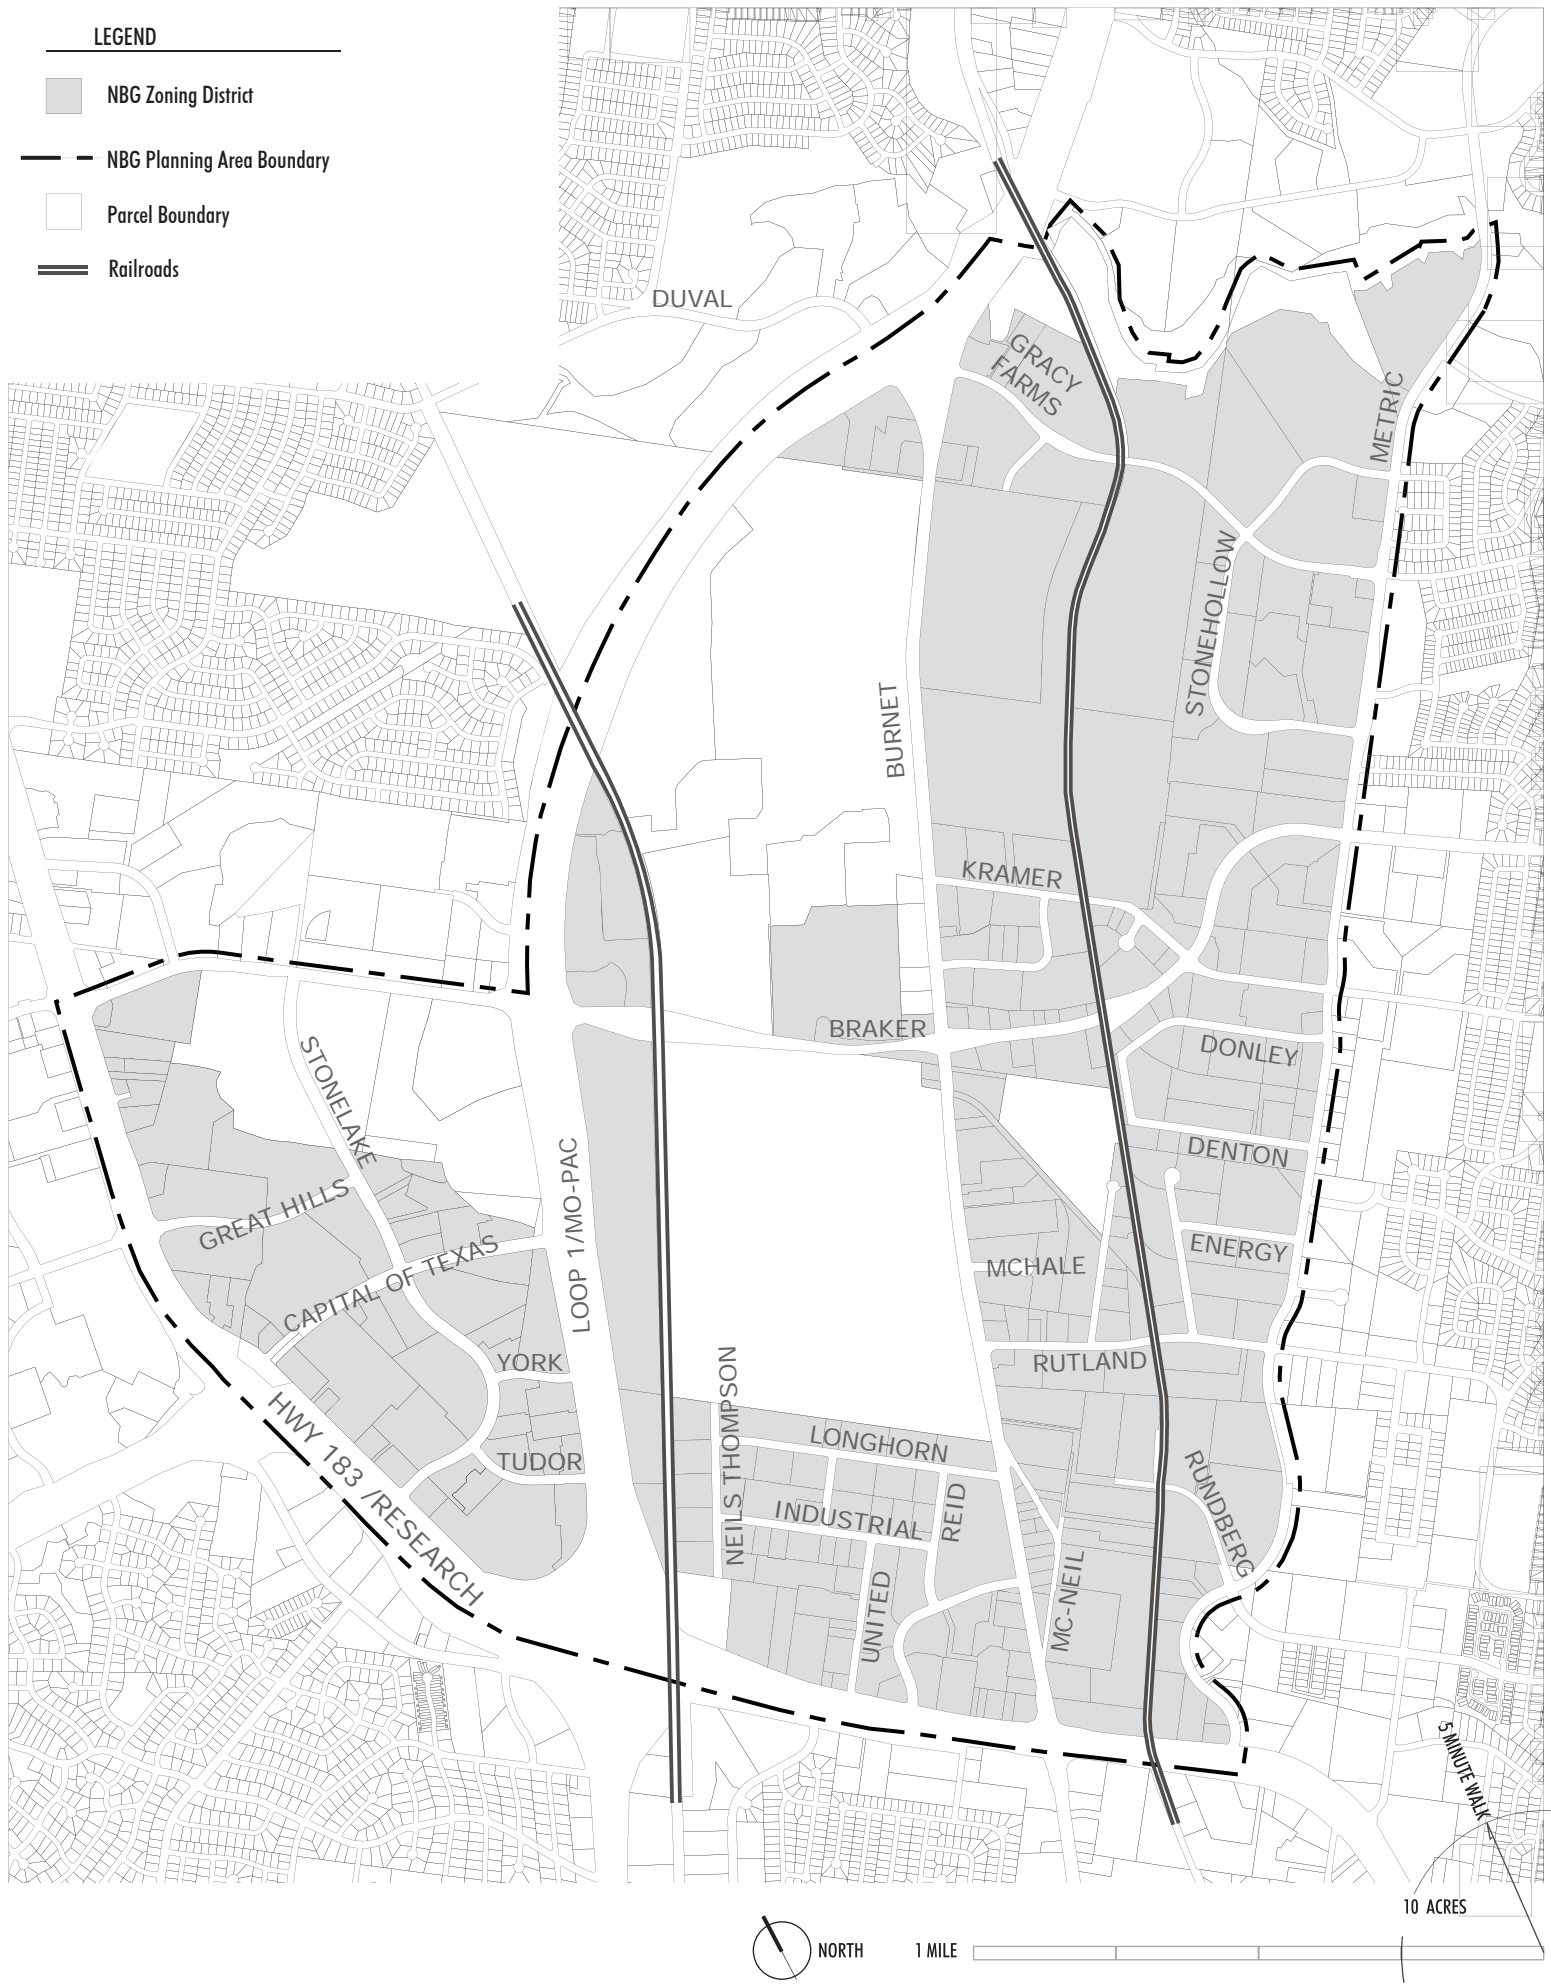 LEGEND
NBG Zoning District
NBG Planning Area Boundary
Parcel Boundary
Railroads
DUVAL
GRACY
FARMS
METRIC
STONEHOLLOW
BURNET
KRAMER
BRAKER
DONLEY
STONELAKE
DENTON
LOOP 1/MO-PAC
GREAT HILLS
CAPITAL OF TEXAS
ENERGY
MCHALE
YORK
RUTLAND
NEILS THOMPSON
HWY 183 /RESEARCH
TUDOR
LONGHORN
RUNDBERG
INDUSTRIAL
REID
UNITED
MC-NEIL
5 MINUTE WALK
10 ACRES
NORTH
1 MILE